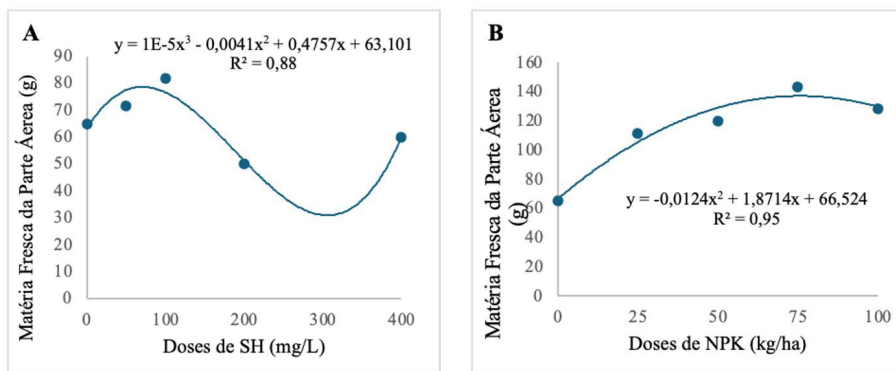 A
y = 1E-5x³ - 0,0041x² + 0,4757x + 63,101
R² = 0,88
Matéria Fresca da Parte Áerea (g)
90
80
70
60
50
40
30
20
10
0
0 100 200 300 400
Doses de SH (mg/L)
B
Matéria Fresca da Parte Áerea
(g)
160
140
120
100
80
60
40
20
0
y = -0,0124x² + 1,8714x + 66,524
R² = 0,95
0 25 50 75 100
Doses de NPK (kg/ha)